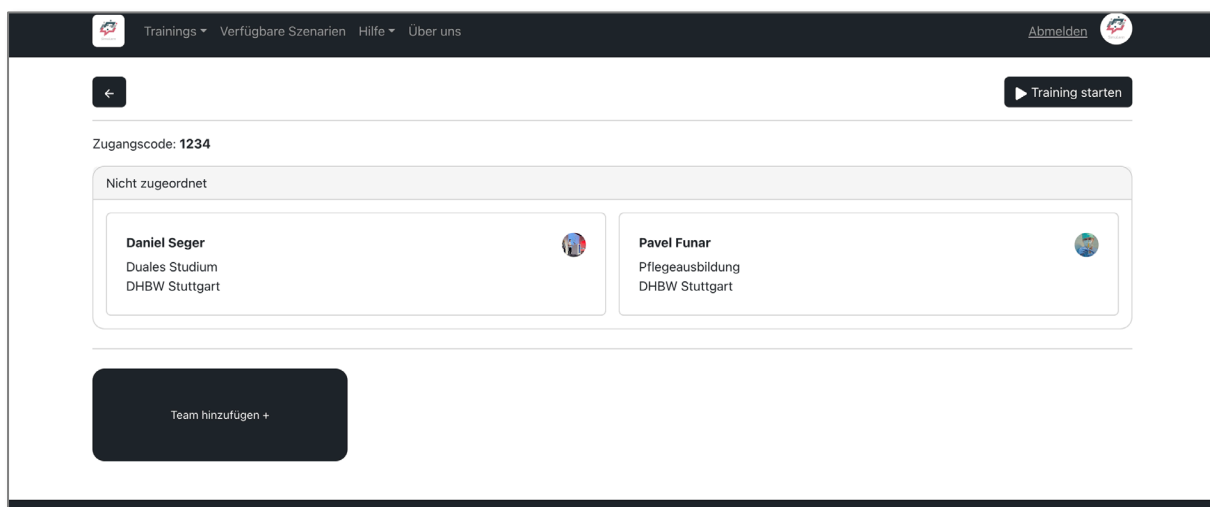 Trainings Verfügbare Szenarien Hilfe Über uns Abmelden
Training starten
Zugangscode: 1234
Nicht zugeordnet
Daniel Seger
Duales Studium
DHBW Stuttgart
Pavel Funar
Pflegeausbildung
DHBW Stuttgart
Team hinzufügen +